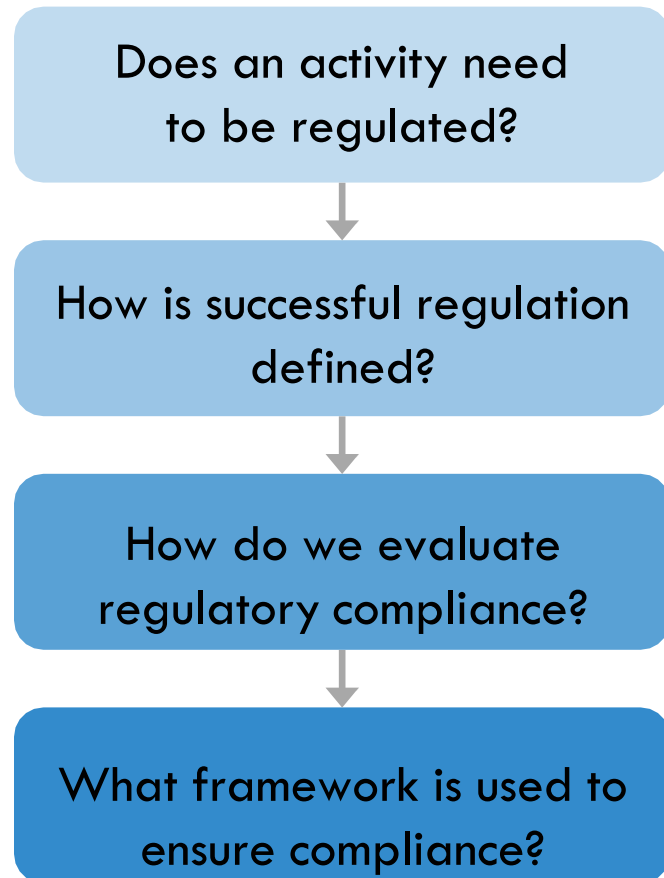 Does an activity need
to be regulated?
How is successful regulation
defined?
How do we evaluate
regulatory compliance?
What framework is used to
ensure compliance?